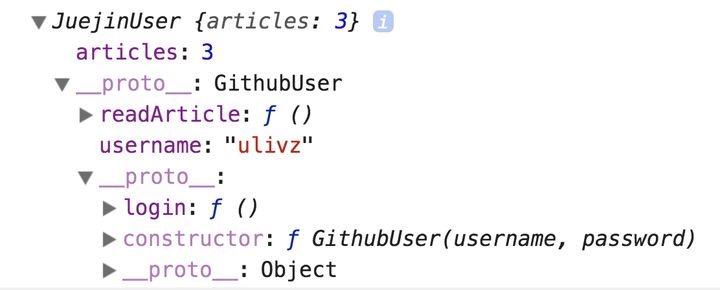 ▼JuejinUser {articles: 3} i
articles: 3
▼__proto__: GithubUser
▶readArticle: ƒ ()
username: "ulivz"
▼__proto__:
▶login: ƒ ()
▶constructor: ƒ GithubUser(username, password)
▶__proto__: Object